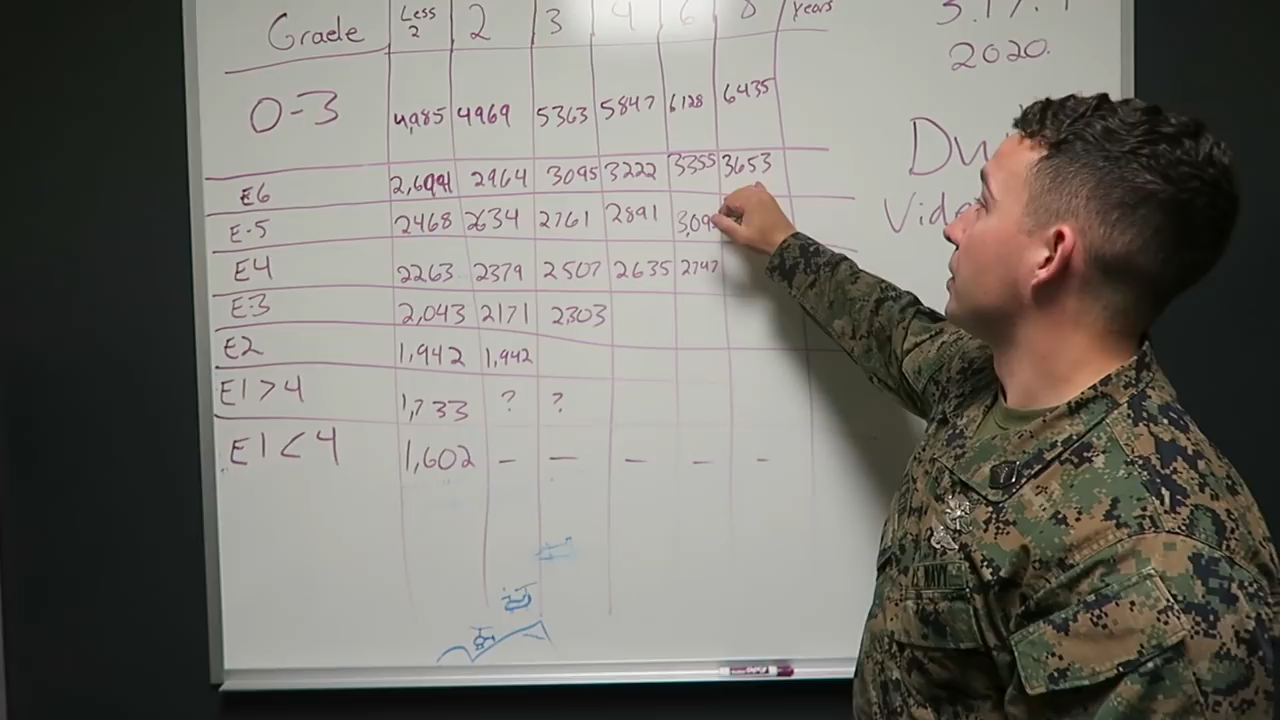 Grade Less 2 2 3 4 6 8 years
O-3 4,985 4969 5363 5847 6128 6435
E6 2,6991 2964 3095 3222 3355 3653
E-5 2468 2634 2761 2891
E4 2263 2379 2507 2635 2747
E-3 2,043 2171 2303
E2 1,942 1,942
E1>4 1,733 ? ?
E1<4 1,602 – – – – –
2020.
NAVY